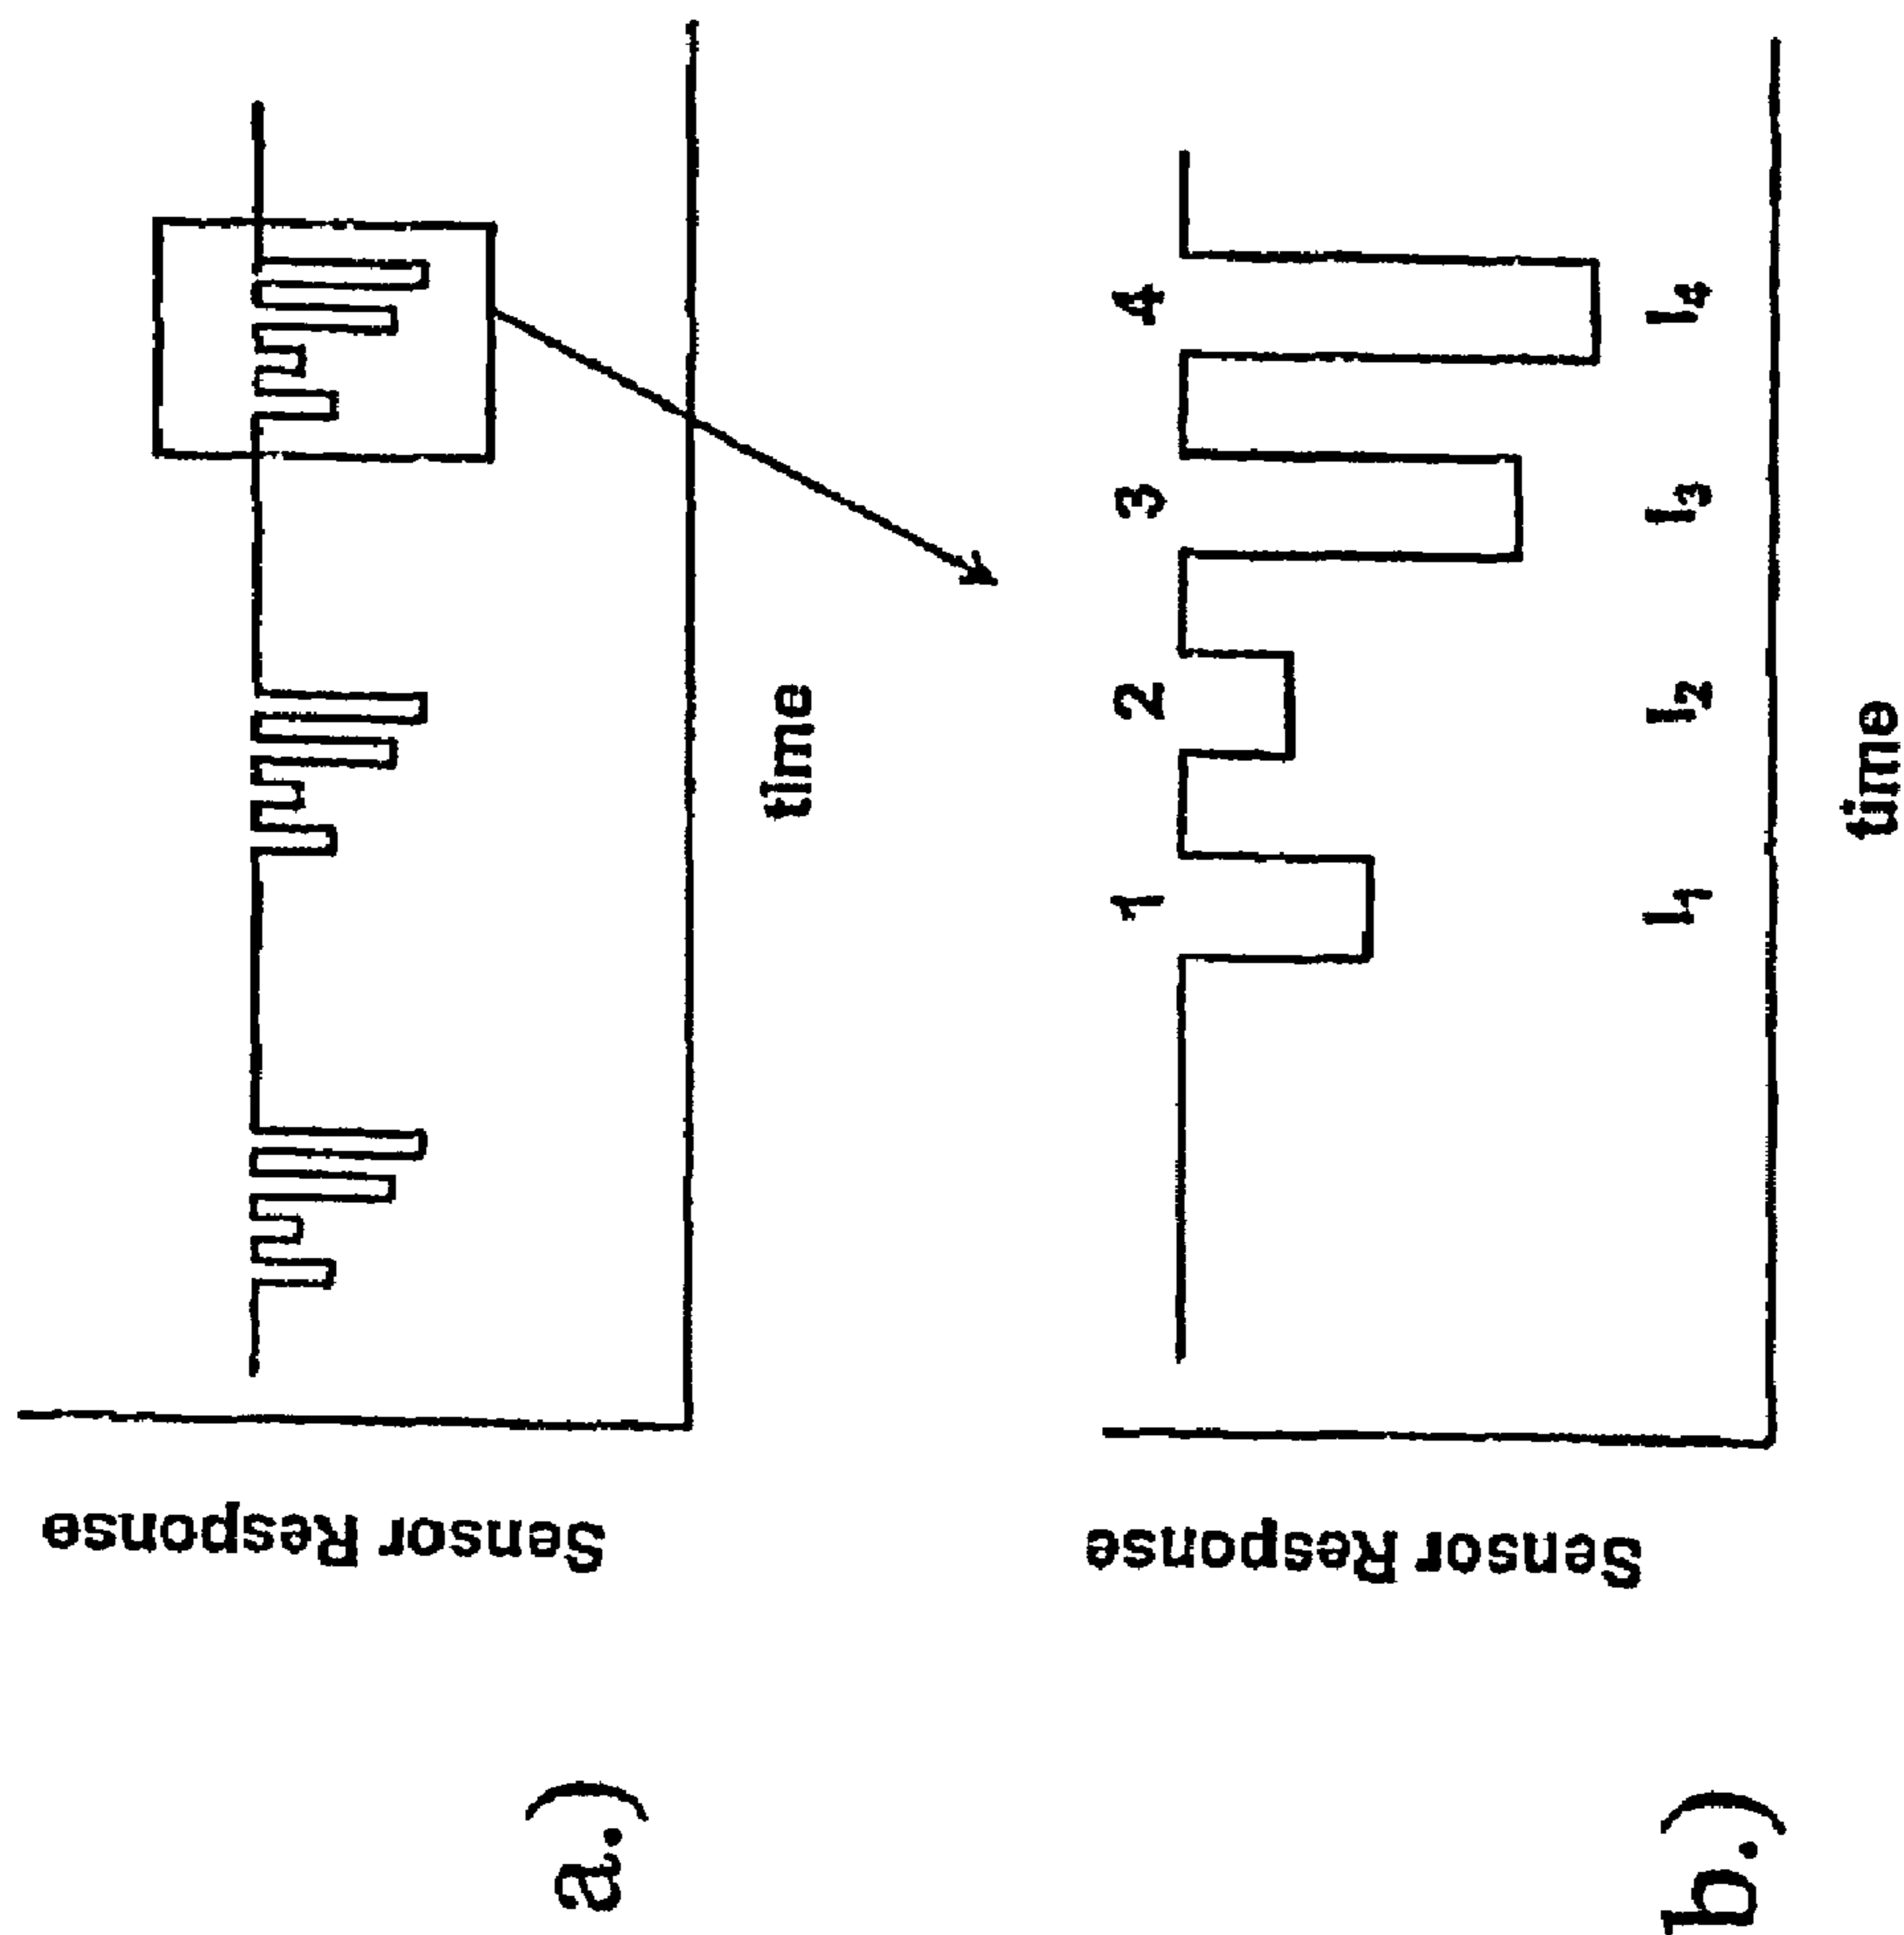 a.)
Sensor Response
time
b.)
Sensor Response
1 2 3 4
I₁ I₂ I₃ I₄
time